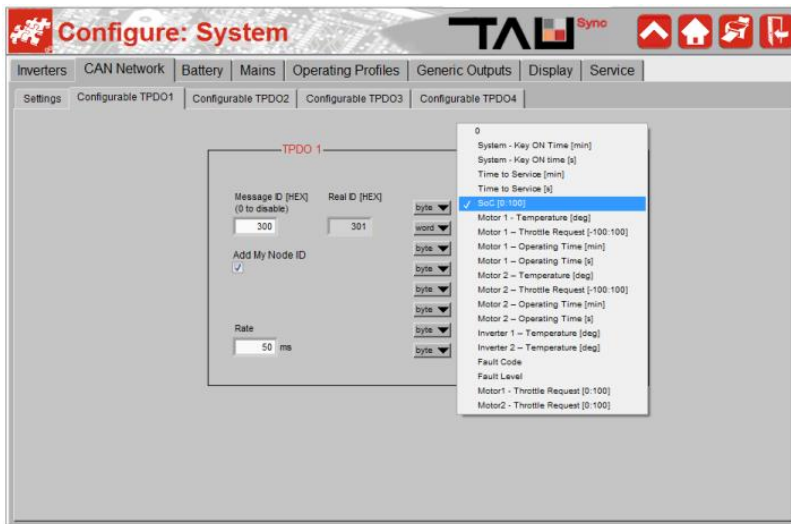 Configure: System
TAU Sync
Inverters CAN Network Battery Mains Operating Profiles Generic Outputs Display Service
Settings Configurable TPDO1 Configurable TPDO2 Configurable TPDO3 Configurable TPDO4
TPDO 1
Message ID [HEX]
(0 to disable)
Real ID [HEX]
300
301
Add My Node ID
Rate
50 ms
byte
word
byte
byte
byte
byte
byte
byte
0
System - Key ON Time [min]
System - Key ON time [s]
Time to Service [min]
Time to Service [s]
SoC [0:100]
Motor 1 - Temperature [deg]
Motor 1 – Throttle Request [-100:100]
Motor 1 – Operating Time [min]
Motor 1 – Operating Time [s]
Motor 2 – Temperature [deg]
Motor 2 – Throttle Request [-100:100]
Motor 2 – Operating Time [min]
Motor 2 – Operating Time [s]
Inverter 1 – Temperature [deg]
Inverter 2 – Temperature [deg]
Fault Code
Fault Level
Motor1 - Throttle Request [0:100]
Motor2 - Throttle Request [0:100]